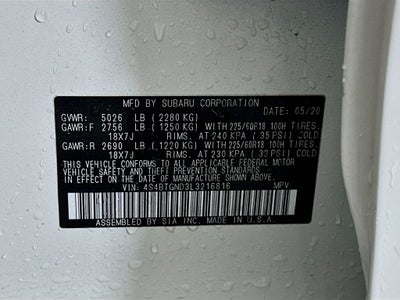 MFD BY SUBARU CORPORATION DATE: 05/20
GVWR: 5026 LB (2280 KG)
GAWR:F 2756 LB (1250 KG) WITH 225/60R18 100H TIRES.
18X7J RIMS. AT 240 KPA (35 PSI) COLD
GAWR:R 2690 LB (1220 KG) WITH 225/60R18 100H TIRES.
18X7J RIMS. AT 230 KPA (33 PSI) COLD
THIS VEHICLE CONFORMS TO ALL APPLICABLE FEDERAL MOTOR
VEHICLE SAFETY AND THEFT PREVENTION STANDARDS IN
EFFECT ON THE DATE OF MANUFACTURE SHOWN ABOVE.
VIN: 4S4BTGND3L3216816 MPV
ASSEMBLED BY SIA INC. MADE IN U.S.A.